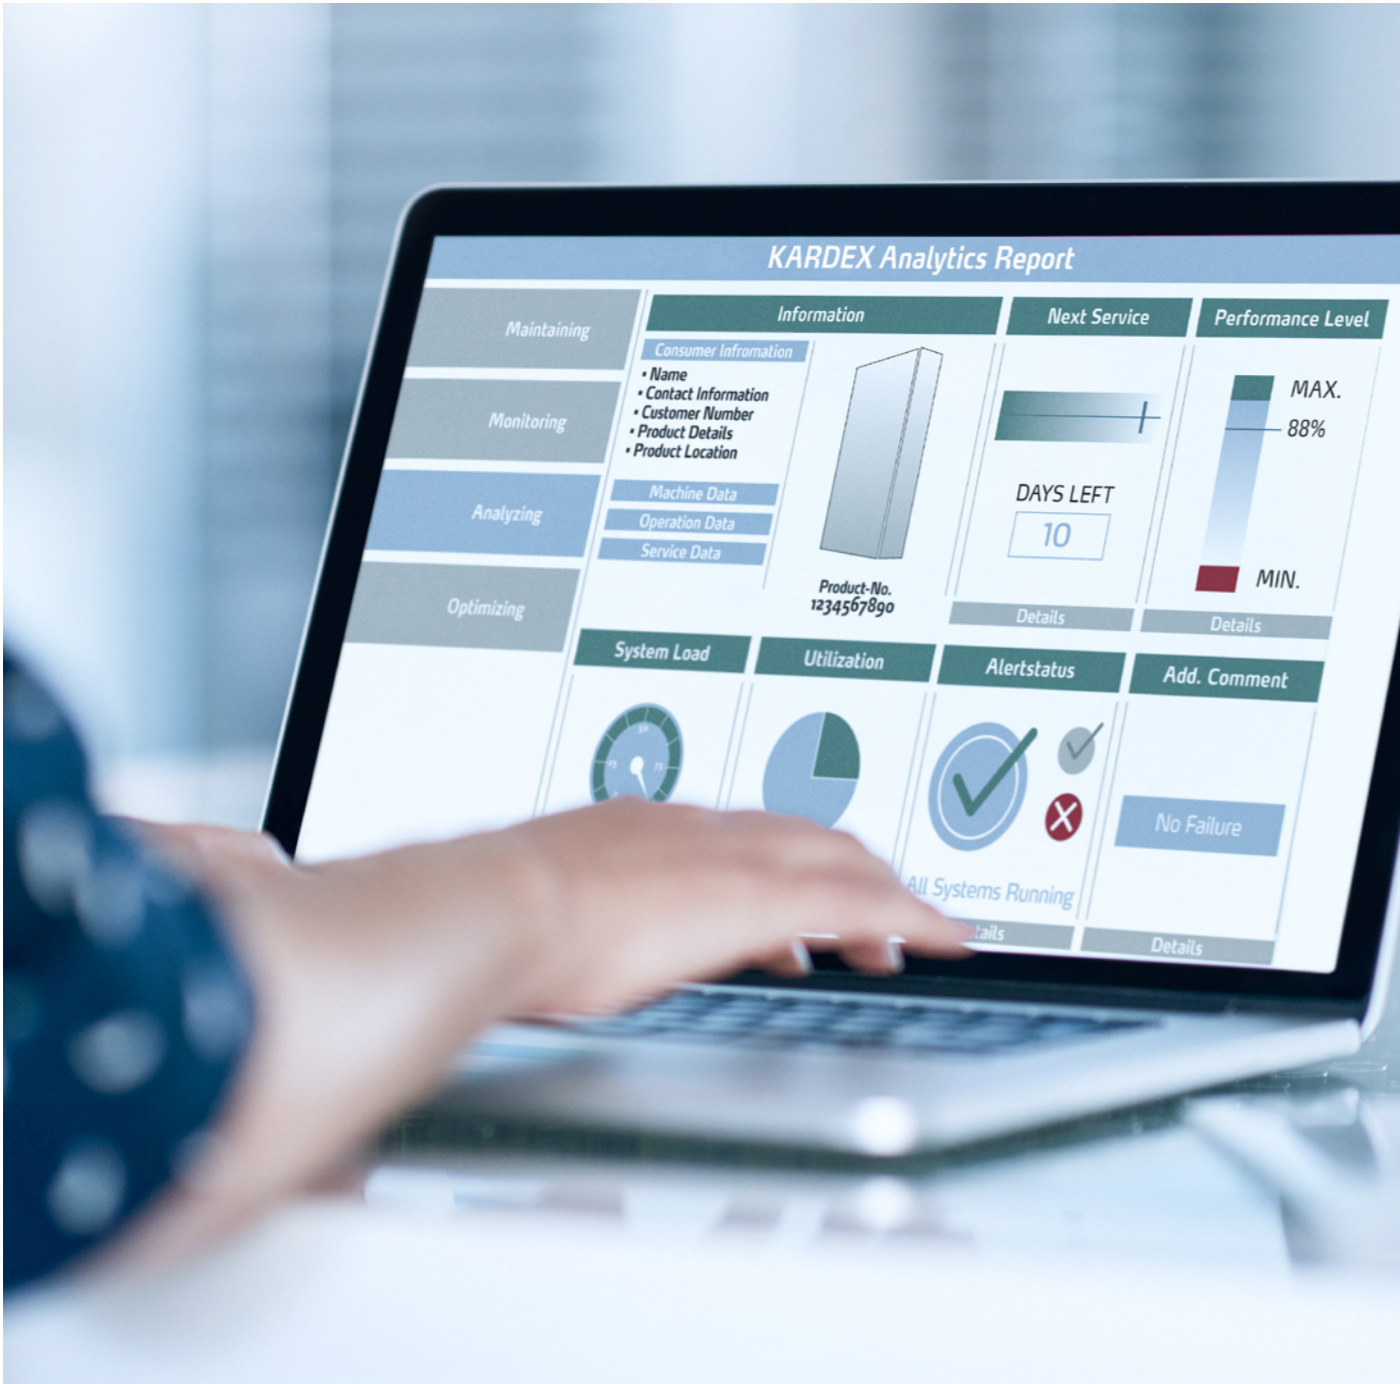 KARDEX Analytics Report
Maintaining
Monitoring
Analyzing
Optimizing
Information
Consumer Infromation
• Name
• Contact Information
• Customer Number
• Product Details
• Product Location
Machine Data
Operation Data
Service Data
Product-No.
1234567890
Next Service
DAYS LEFT
10
Details
Performance Level
MAX.
88%
MIN.
Details
System Load
50
75
Utilization
Alertstatus
All Systems Running
Add. Comment
No Failure
Details